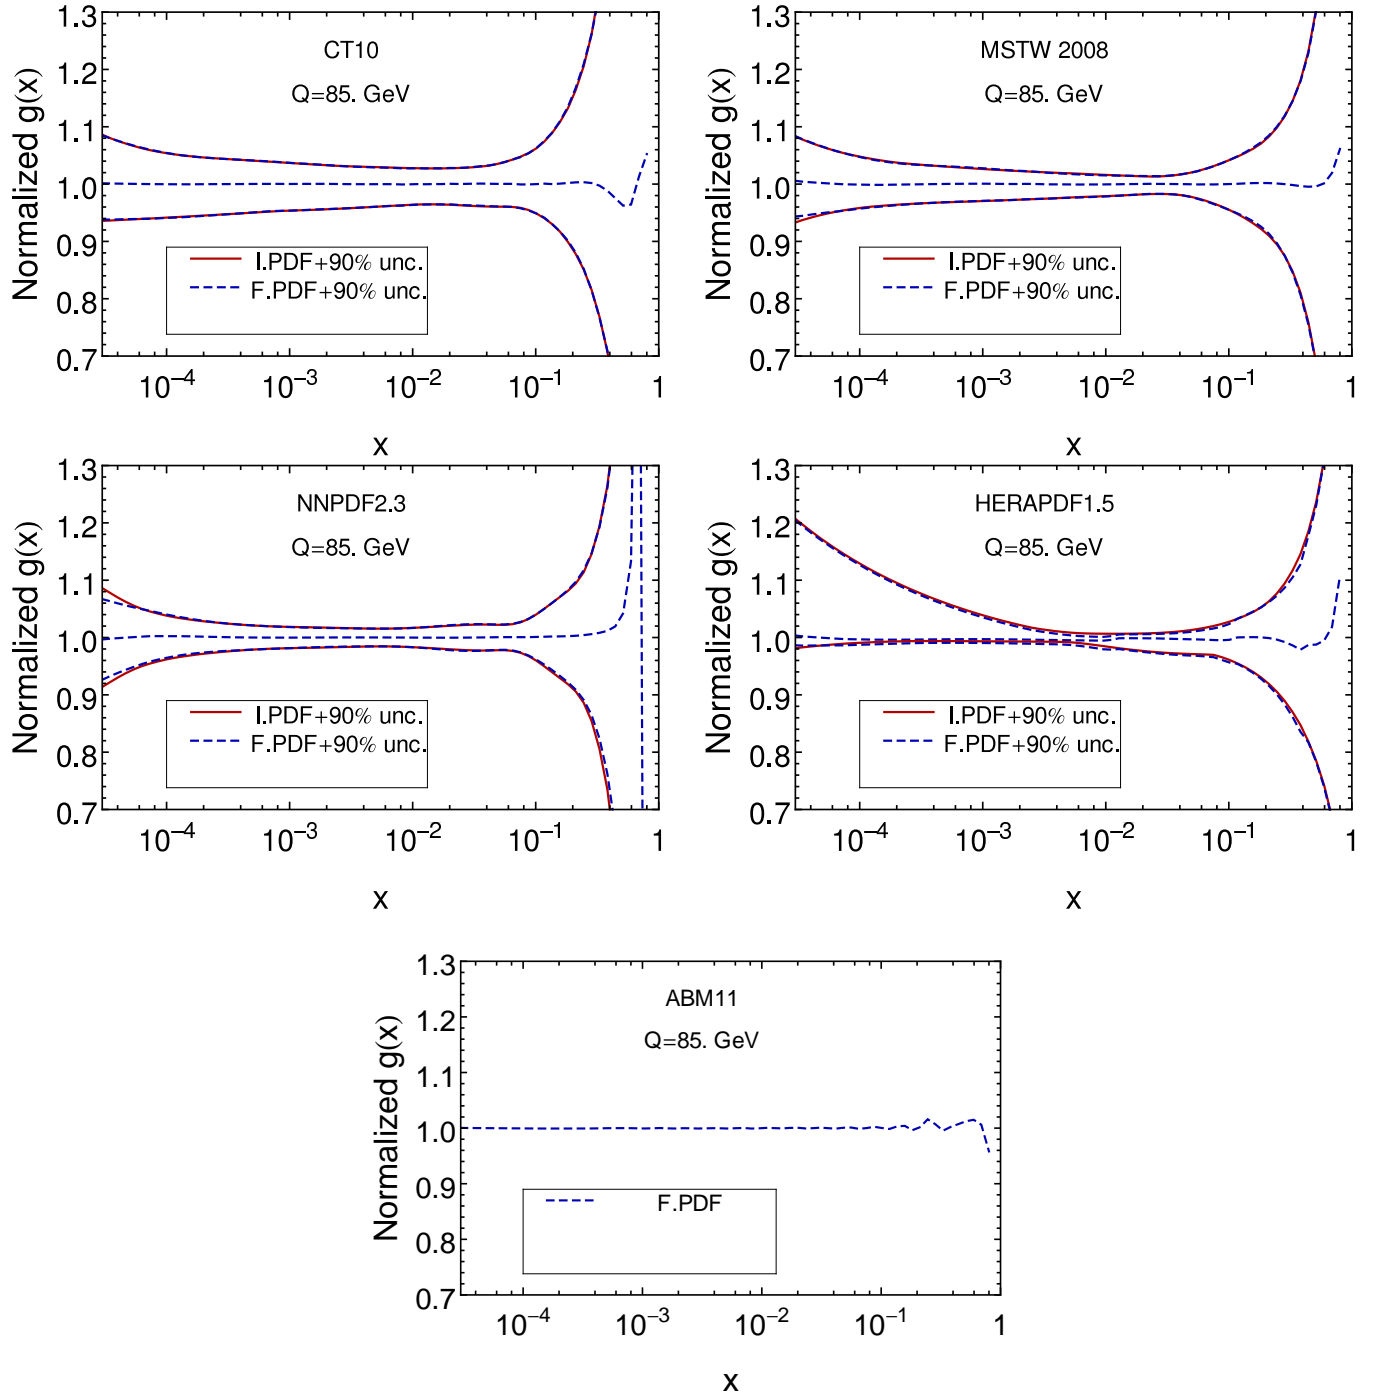 CT10
Q=85. GeV
Normalized g(x)
1.3
1.2
1.1
1.0
0.9
0.8
0.7
I.PDF+90% unc.
F.PDF+90% unc.
10−4
10−3
10−2
10−1
1
x
MSTW 2008
Q=85. GeV
Normalized g(x)
1.3
1.2
1.1
1.0
0.9
0.8
0.7
I.PDF+90% unc.
F.PDF+90% unc.
10−4
10−3
10−2
10−1
1
x
NNPDF2.3
Q=85. GeV
Normalized g(x)
1.3
1.2
1.1
1.0
0.9
0.8
0.7
I.PDF+90% unc.
F.PDF+90% unc.
10−4
10−3
10−2
10−1
1
x
HERAPDF1.5
Q=85. GeV
Normalized g(x)
1.3
1.2
1.1
1.0
0.9
0.8
0.7
I.PDF+90% unc.
F.PDF+90% unc.
10−4
10−3
10−2
10−1
1
x
ABM11
Q=85. GeV
Normalized g(x)
1.3
1.2
1.1
1.0
0.9
0.8
0.7
F.PDF
10−4
10−3
10−2
10−1
1
x